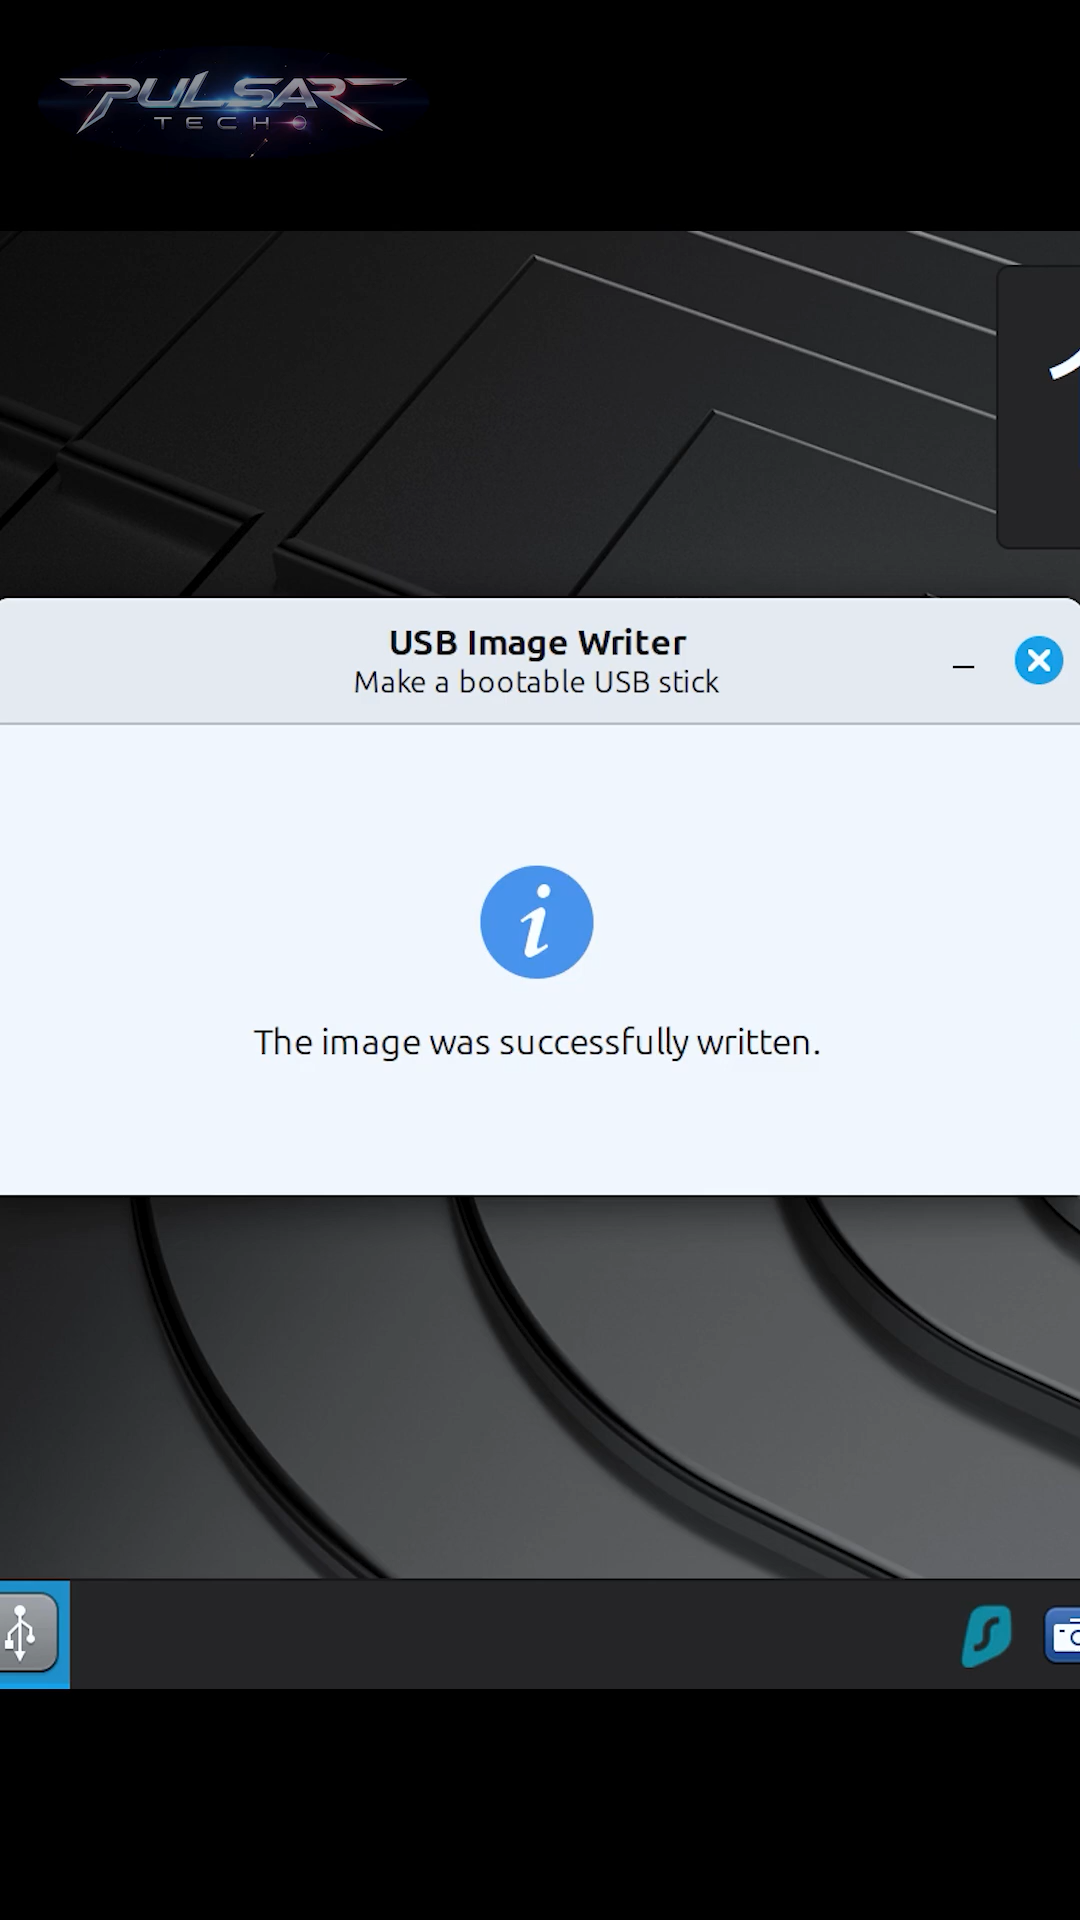 PULSAR
TECH
USB Image Writer
Make a bootable USB stick
The image was successfully written.